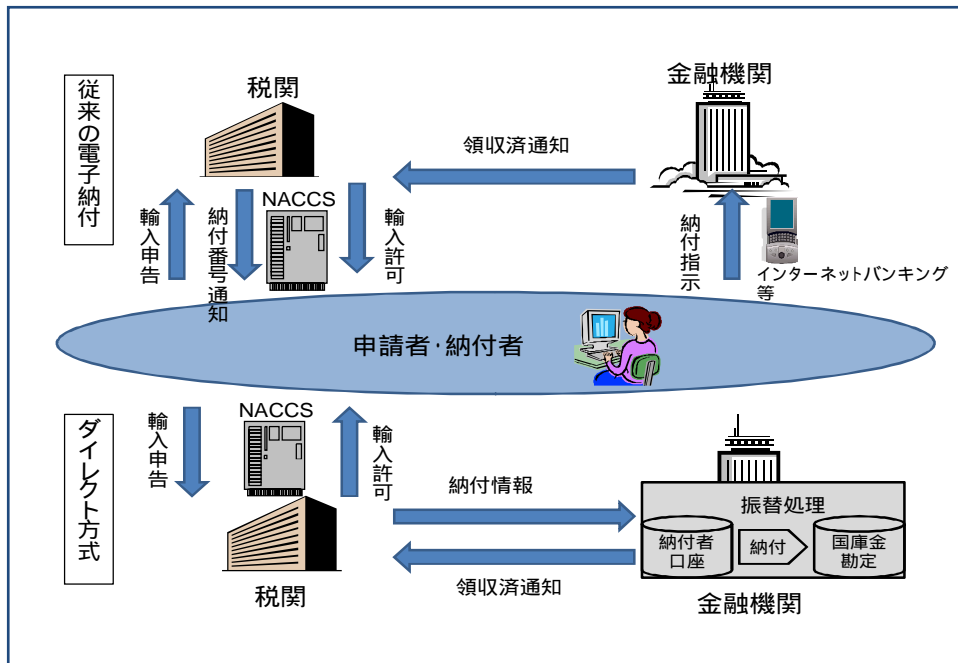 従来の電子納付
税関
金融機関
領収済通知
NACCS
輸入申告
納付番号通知
輸入許可
納付指示
インターネットバンキング
等
申請者・納付者
ダイレクト方式
輸入申告
NACCS
輸入許可
納付情報
領収済通知
税関
振替処理
納付者
口座
納付
国庫金
勘定
金融機関